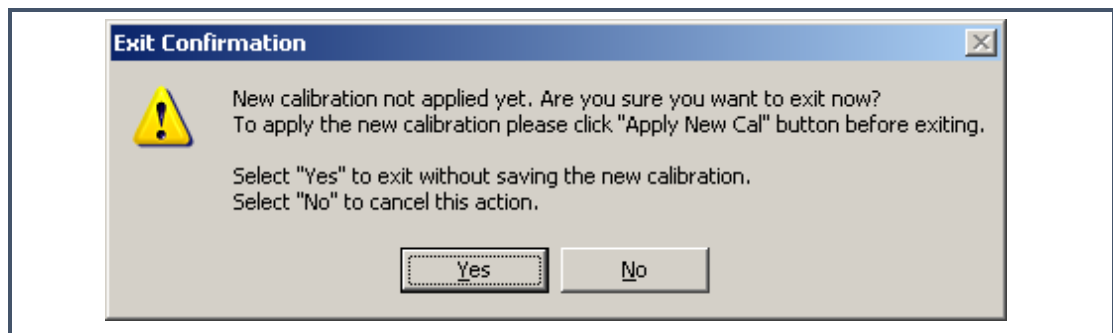 Exit Confirmation
New calibration not applied yet. Are you sure you want to exit now?
To apply the new calibration please click "Apply New Cal" button before exiting.
Select "Yes" to exit without saving the new calibration.
Select "No" to cancel this action.
Yes No